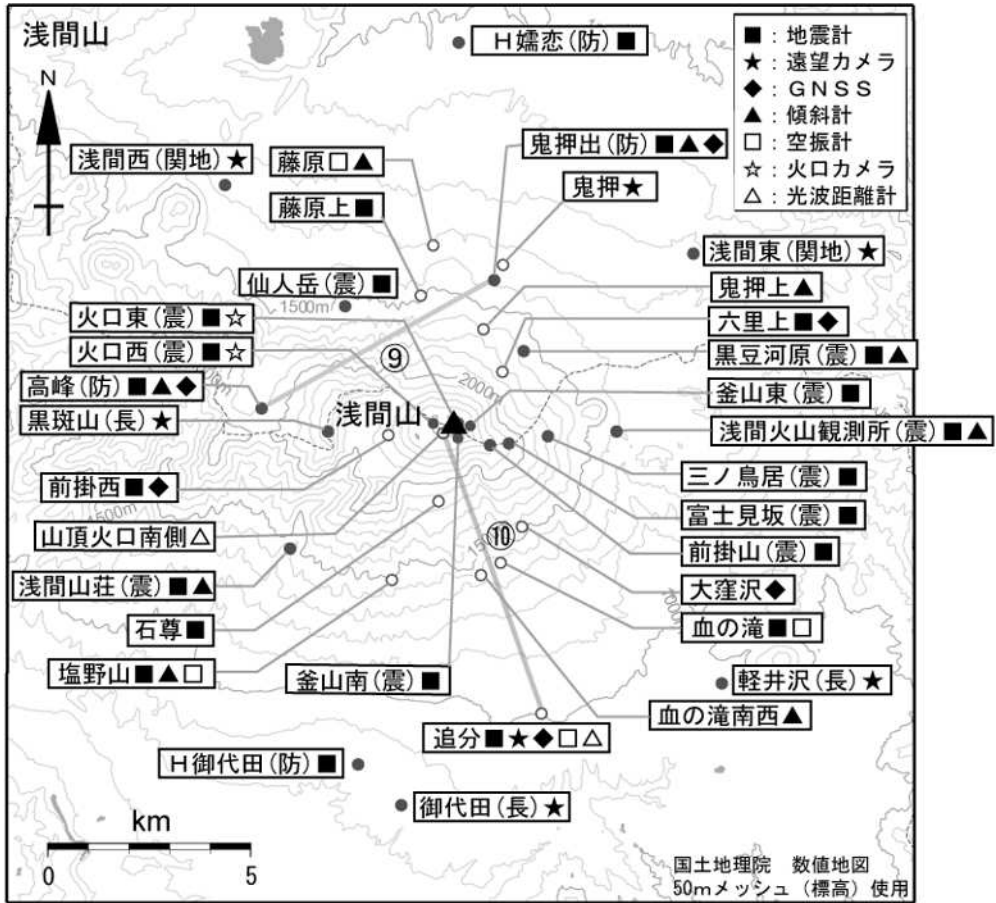 浅間山
N
H嬬恋(防)■
■：地震計
★：遠望カメラ
◆：GNSS
▲：傾斜計
□：空振計
☆：火口カメラ
△：光波距離計
浅間西(関地)★
藤原□▲
藤原上■
鬼押出(防)■▲◆
鬼押★
浅間東(関地)★
仙人岳(震)■
1500m
鬼押上▲
火口東(震)■☆
六里上■◆
火口西(震)■☆
⑨
黒豆河原(震)■▲
2000m
高峰(防)■▲◆
釜山東(震)■
黒斑山(長)★
浅間山
浅間火山観測所(震)■▲
前掛西■◆
三ノ鳥居(震)■
1500m
富士見坂(震)■
山頂火口南側△
⑩
前掛山(震)■
浅間山荘(震)■▲
大窪沢◆
石尊■
血の滝■□
塩野山■▲□
釜山南(震)■
軽井沢(長)★
血の滝南西▲
追分■★◆□△
H御代田(防)■
御代田(長)★
km
0 5
国土地理院 数値地図
50mメッシュ(標高)使用